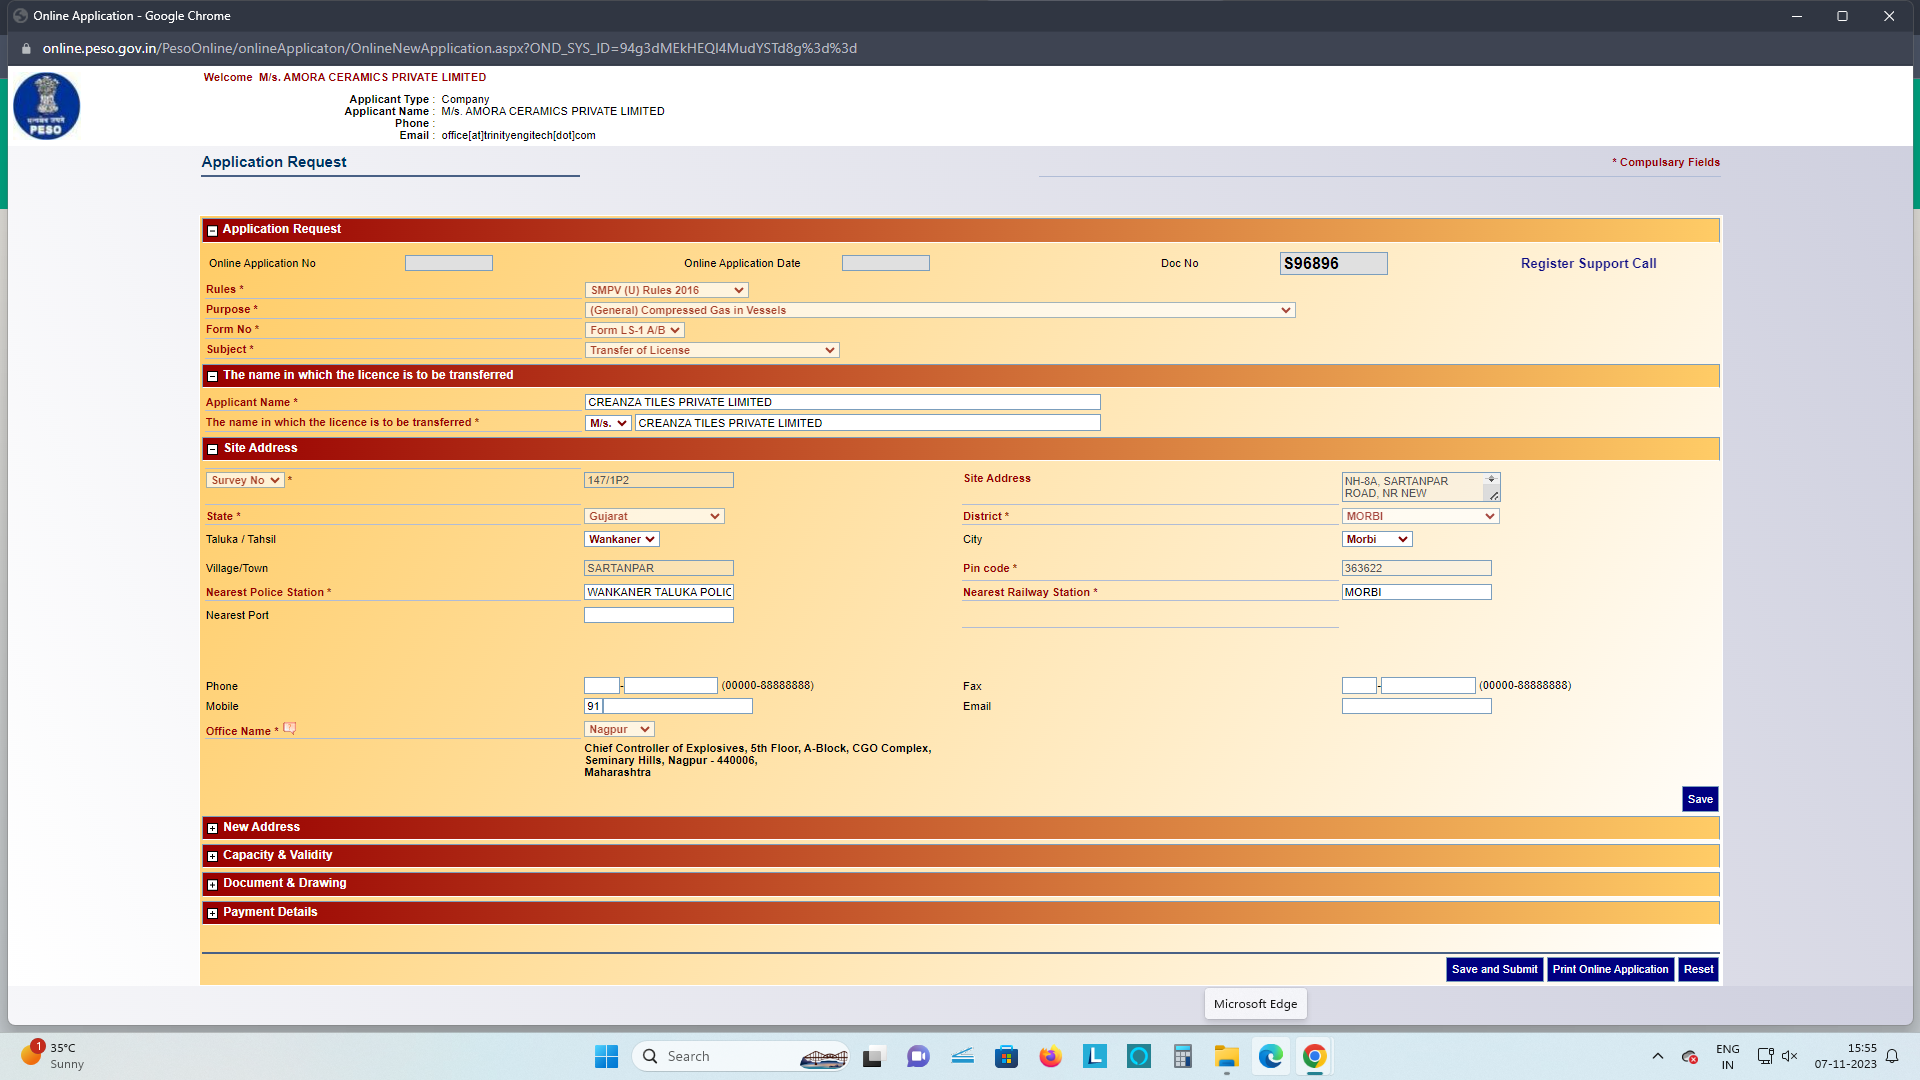 Online Application - Google Chrome
online.peso.gov.in/PesoOnline/onlineApplicaton/OnlineNewApplication.aspx?OND_SYS_ID=94g3dMEkHEQI4MudYSTd8g%3d%3d
Welcome M/s. AMORA CERAMICS PRIVATE LIMITED
Applicant Type : Company
Applicant Name : M/s. AMORA CERAMICS PRIVATE LIMITED
Phone :
Email : office[at]trinityengitech[dot]com
PESO
Application Request
* Compulsary Fields
Application Request
Online Application No Online Application Date Doc No S96896 Register Support Call
Rules * SMPV (U) Rules 2016
Purpose * (General) Compressed Gas in Vessels
Form No * Form LS-1 A/B
Subject * Transfer of License
The name in which the licence is to be transferred
Applicant Name * CREANZA TILES PRIVATE LIMITED
The name in which the licence is to be transferred * M/s. CREANZA TILES PRIVATE LIMITED
Site Address
Survey No * 147/1P2 Site Address NH-8A, SARTANPAR
ROAD, NR NEW
State * Gujarat District * MORBI
Taluka / Tahsil Wankaner City Morbi
Village/Town SARTANPAR Pin code * 363622
Nearest Police Station * WANKANER TALUKA POLIC Nearest Railway Station * MORBI
Nearest Port
Phone - (00000-88888888) Fax - (00000-88888888)
Mobile 91 Email
Office Name * Nagpur
Chief Controller of Explosives, 5th Floor, A-Block, CGO Complex,
Seminary Hills, Nagpur - 440006,
Maharashtra
Save
New Address
Capacity & Validity
Document & Drawing
Payment Details
Save and Submit Print Online Application Reset
Microsoft Edge
1 35°C
Sunny
Search
L
ENG
IN
15:55
07-11-2023